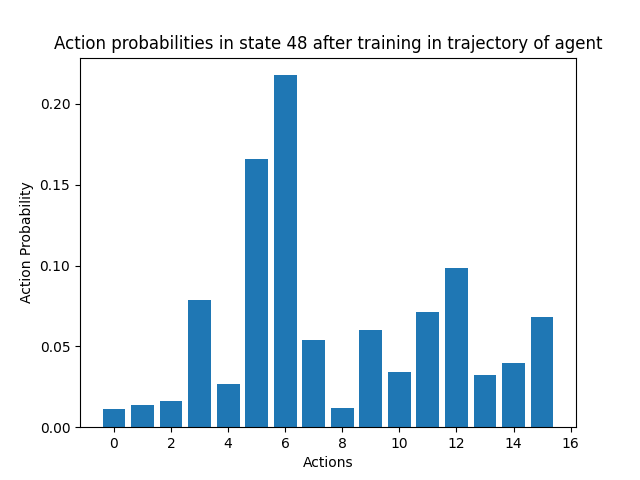 Action probabilities in state 48 after training in trajectory of agent
0.20
0.15
0.10
0.05
0.00
Action Probability
0 2 4 6 8 10 12 14 16
Actions